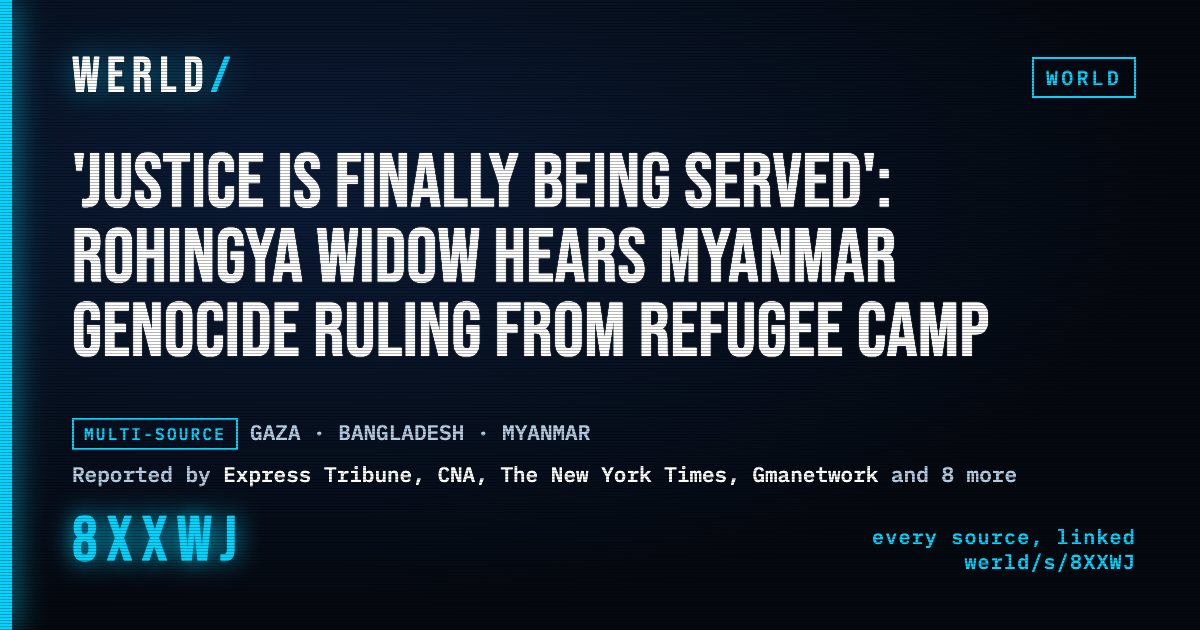 WERLD/
WORLD
'JUSTICE IS FINALLY BEING SERVED':
ROHINGYA WIDOW HEARS MYANMAR
GENOCIDE RULING FROM REFUGEE CAMP
MULTI-SOURCE GAZA · BANGLADESH · MYANMAR
Reported by Express Tribune, CNA, The New York Times, Gmanetwork and 8 more
8XXWJ
every source, linked
werld/s/8XXWJ